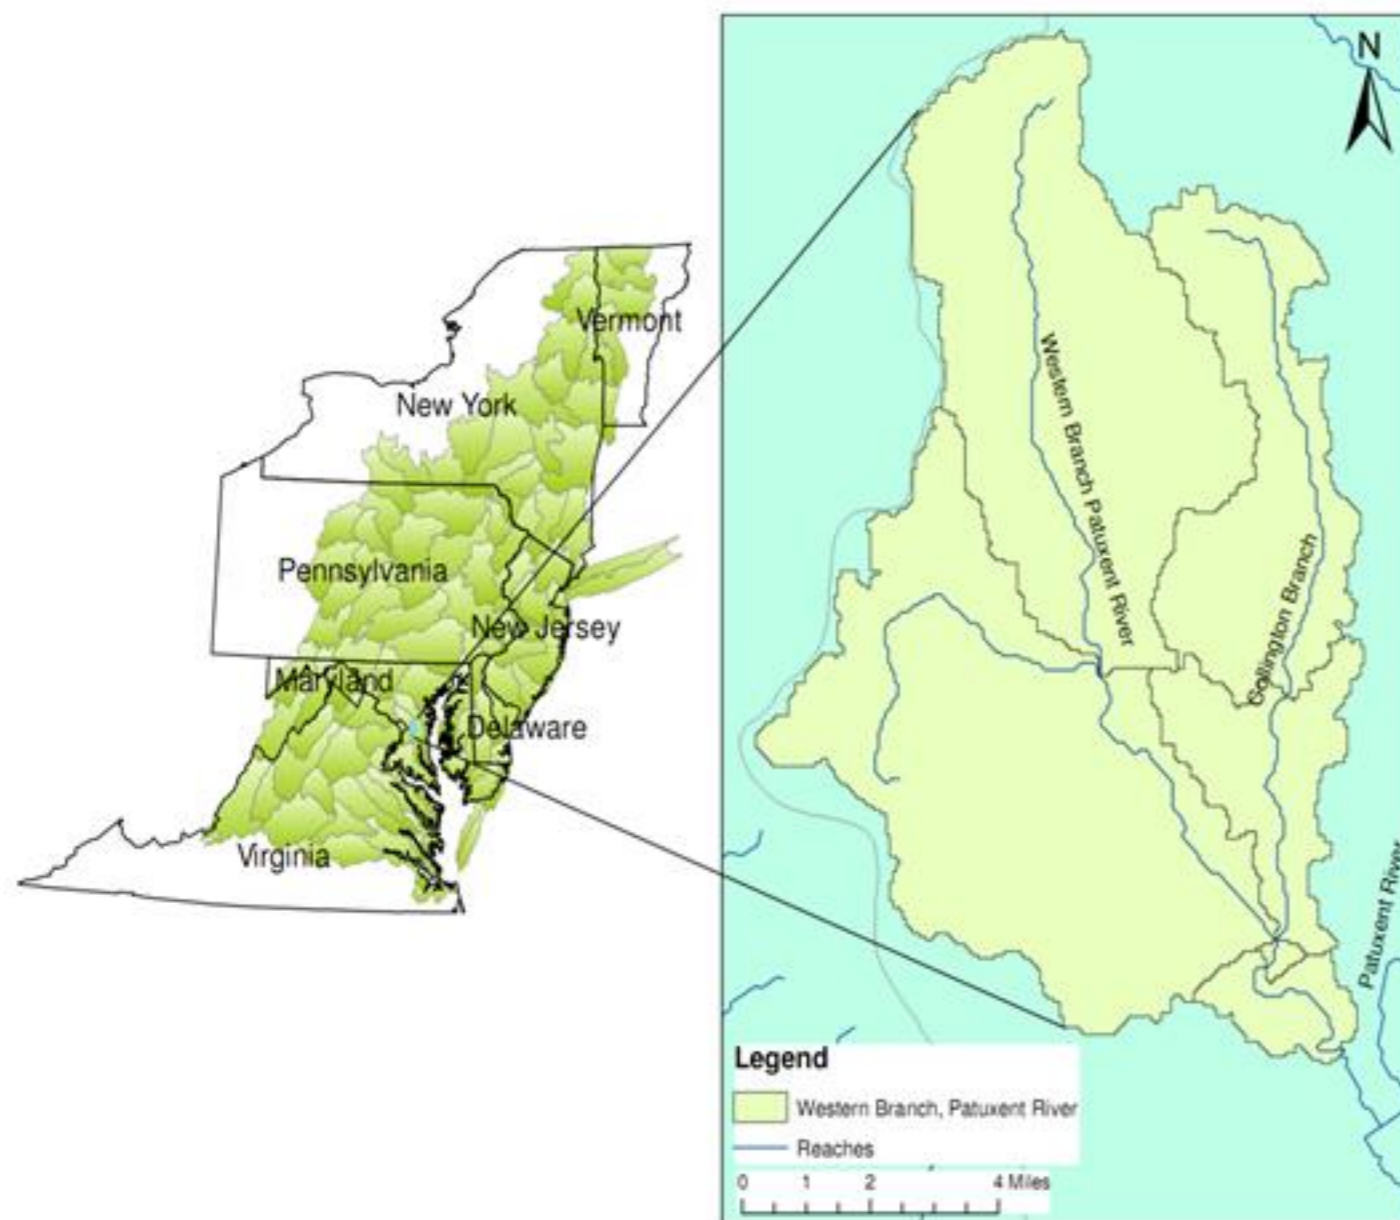 N
Vermont
New York
Pennsylvania
New Jersey
Maryland
Delaware
Virginia
Western Branch Patuxent River
Collington Branch
Patuxent River
Legend
Western Branch, Patuxent River
Reaches
0 1 2 4 Miles